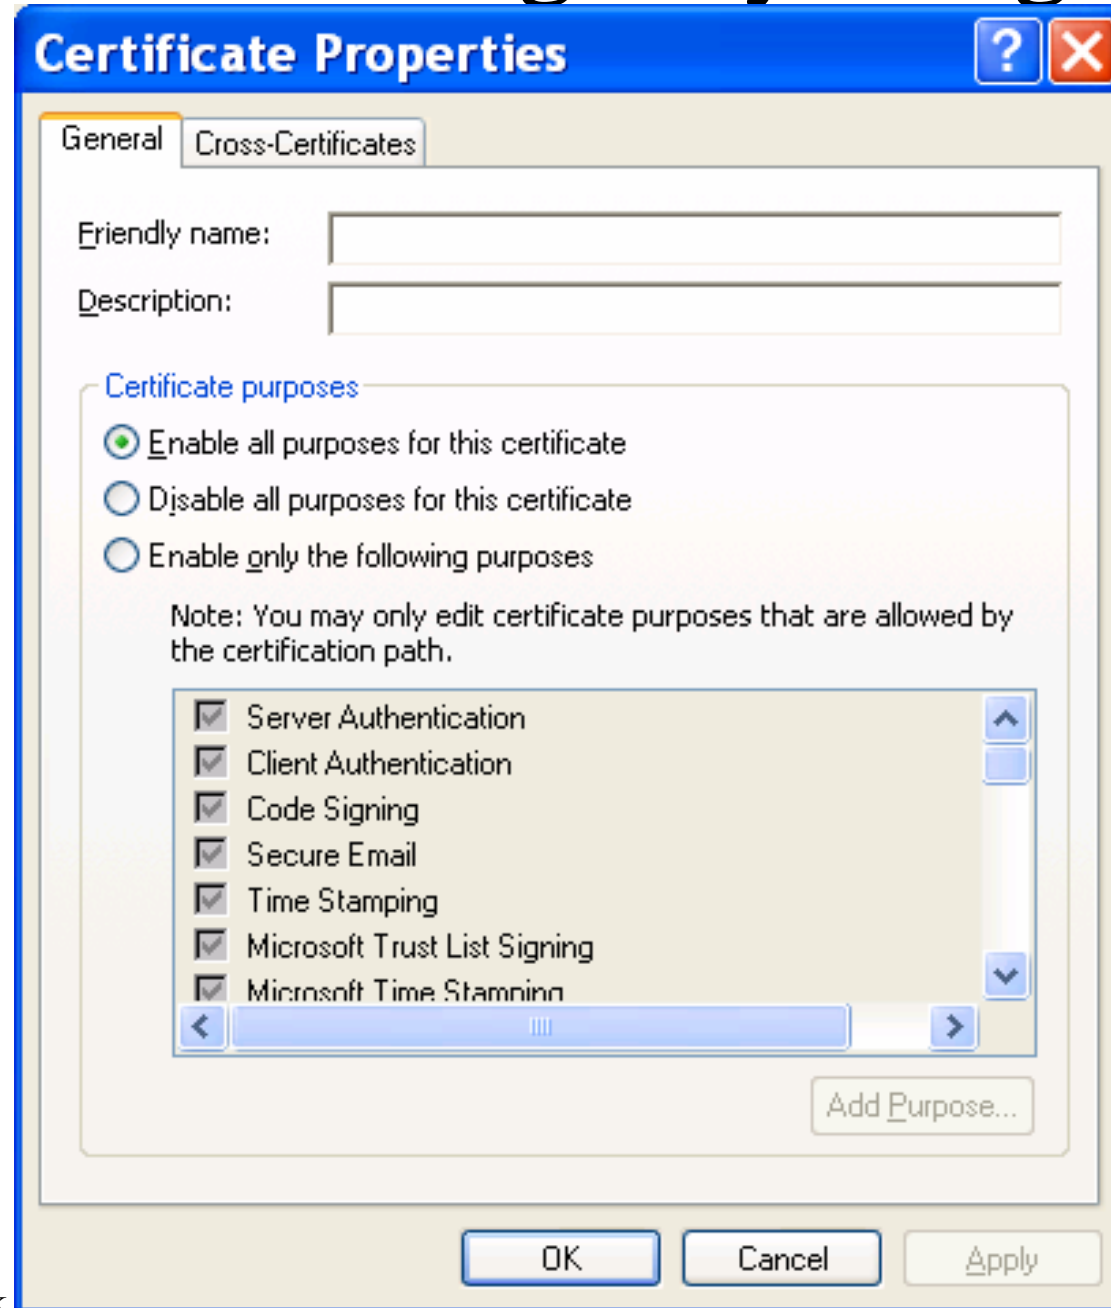 Certificate Properties
General
Cross-Certificates
Friendly name:
Description:
Certificate purposes
Enable all purposes for this certificate
Disable all purposes for this certificate
Enable only the following purposes
Note: You may only edit certificate purposes that are allowed by
the certification path.
Server Authentication
Client Authentication
Code Signing
Secure Email
Time Stamping
Microsoft Trust List Signing
Microsoft Time Stamping
Add Purpose...
OK
Cancel
Apply